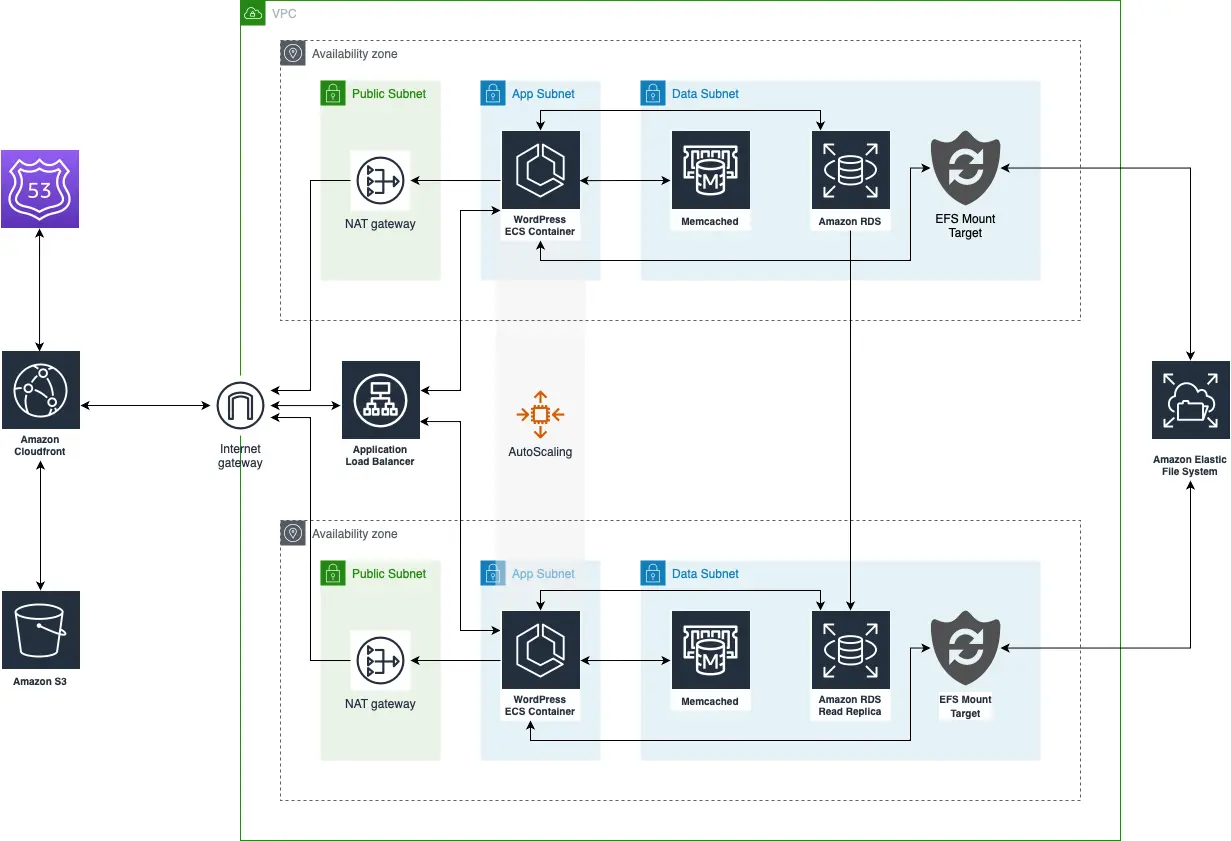 VPC
Availability zone
Public Subnet
App Subnet
Data Subnet
53
M
NAT gateway
WordPress
ECS Container
Memcached
Amazon RDS
EFS Mount
Target
Amazon
Cloudfront
Internet
gateway
Application
Load Balancer
AutoScaling
Amazon Elastic
File System
Availability zone
Public Subnet
App Subnet
Data Subnet
M
Amazon S3
NAT gateway
WordPress
ECS Container
Memcached
Amazon RDS
Read Replica
EFS Mount
Target